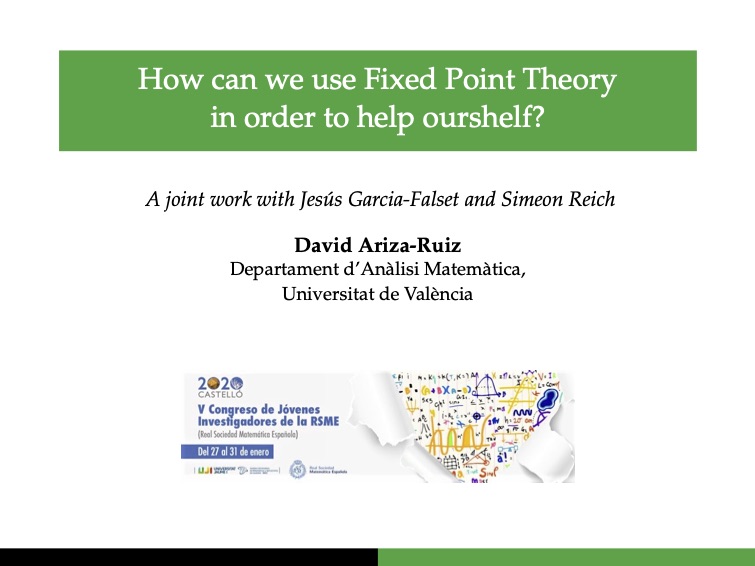 How can we use Fixed Point Theory
in order to help ourshelf?
A joint work with Jesús Garcia-Falset and Simeon Reich
David Ariza-Ruiz
Departament d'Anàlisi Matemàtica,
Universitat de València
2020
CASTELLÓ
V Congreso de Jóvenes
Investigadores de la RSME
(Real Sociedad Matemática Española)
Del 27 al 31 de enero
UJI
Real Sociedad
Matemática Española